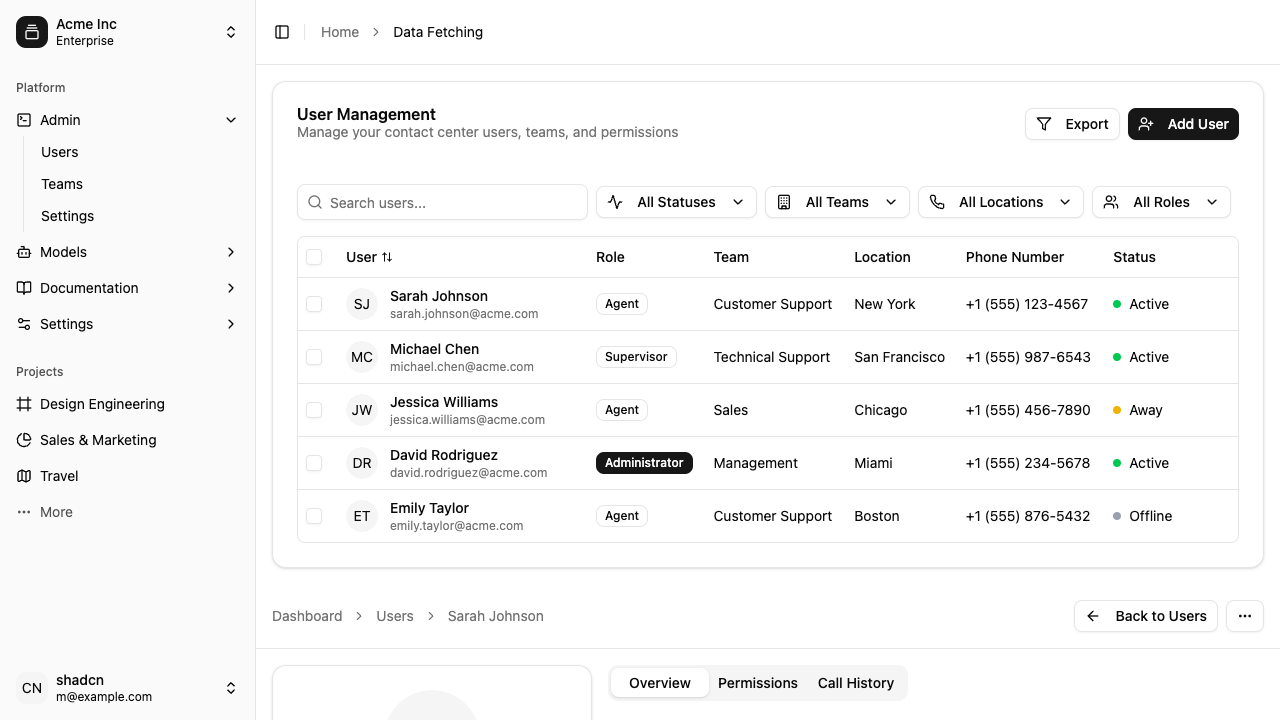 Acme Inc
Enterprise
Platform
Admin
Users
Teams
Settings
Models
Documentation
Settings
Projects
Design Engineering
Sales & Marketing
Travel
More
CN
shadcn
m@example.com
Home
Data Fetching
User Management
Manage your contact center users, teams, and permissions
Export
Add User
Search users...
All Statuses
All Teams
All Locations
All Roles
User Role Team Location Phone Number Status
SJ Sarah Johnson
sarah.johnson@acme.com
Agent Customer Support New York +1 (555) 123-4567 Active
MC Michael Chen
michael.chen@acme.com
Supervisor Technical Support San Francisco +1 (555) 987-6543 Active
JW Jessica Williams
jessica.williams@acme.com
Agent Sales Chicago +1 (555) 456-7890 Away
DR David Rodriguez
david.rodriguez@acme.com
Administrator Management Miami +1 (555) 234-5678 Active
ET Emily Taylor
emily.taylor@acme.com
Agent Customer Support Boston +1 (555) 876-5432 Offline
Dashboard Users Sarah Johnson
Back to Users
Overview Permissions Call History